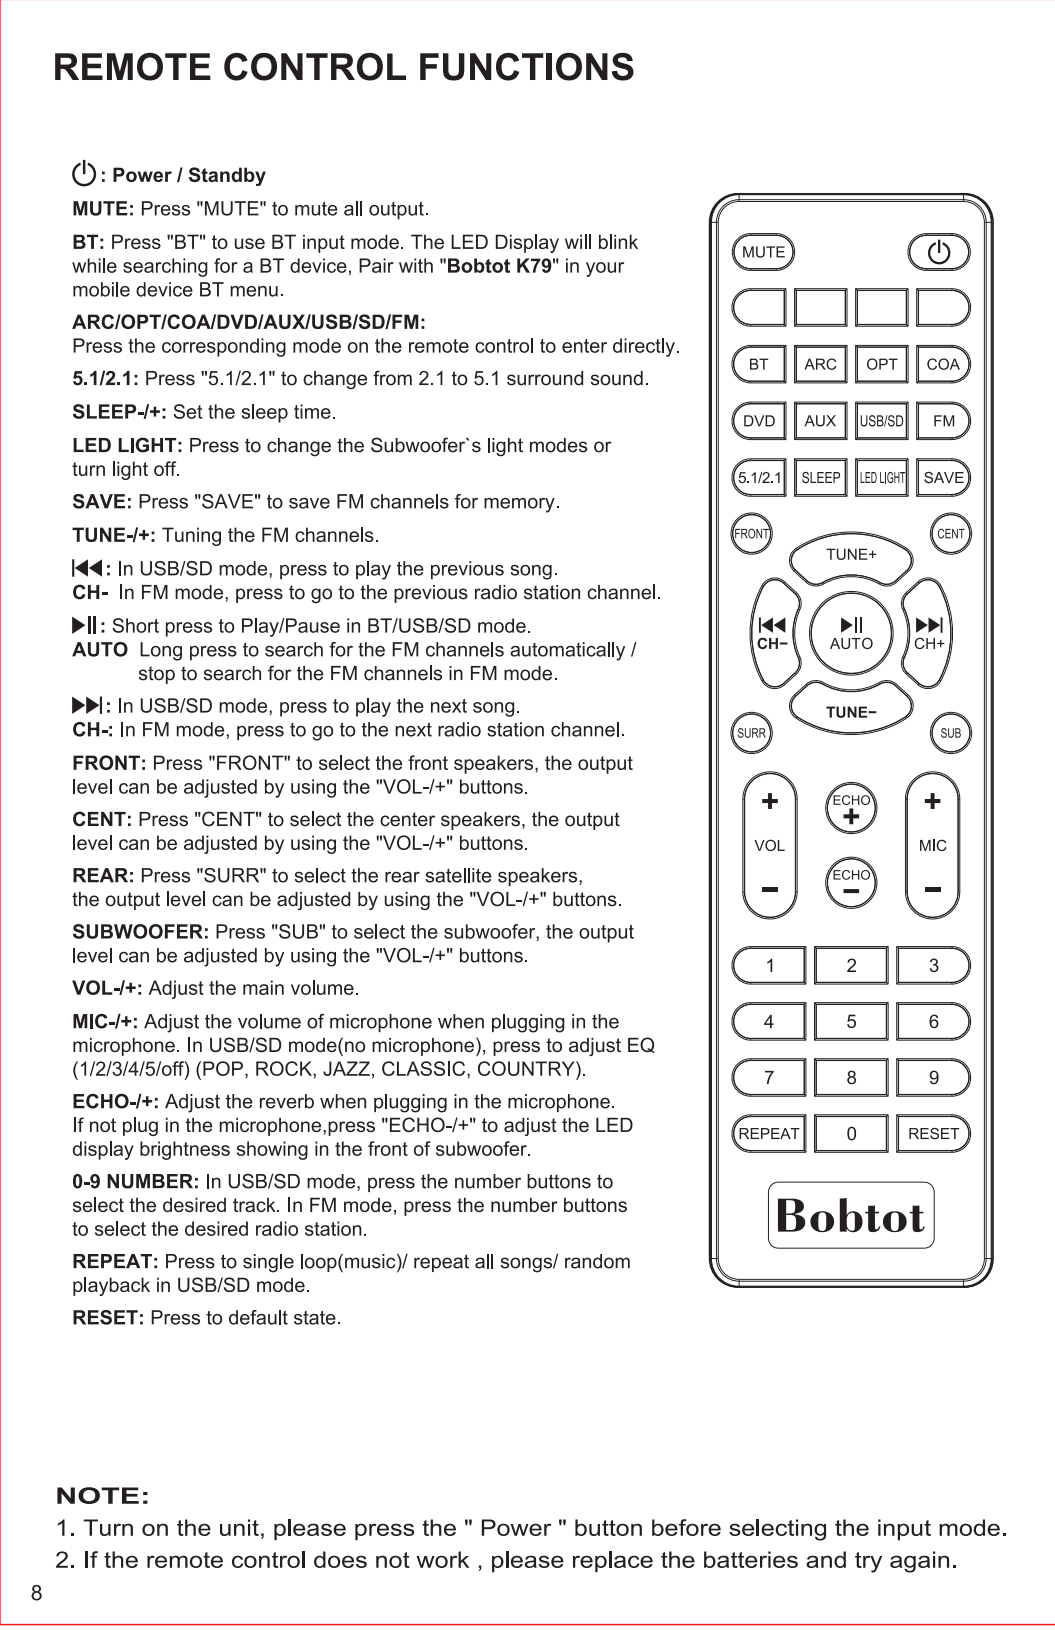 REMOTE CONTROL FUNCTIONS
: Power / Standby
MUTE: Press "MUTE" to mute all output.
BT: Press "BT" to use BT input mode. The LED Display will blink
while searching for a BT device, Pair with "Bobtot K79" in your
mobile device BT menu.
ARC/OPT/COA/DVD/AUX/USB/SD/FM:
Press the corresponding mode on the remote control to enter directly.
5.1/2.1: Press "5.1/2.1" to change from 2.1 to 5.1 surround sound.
SLEEP-/+: Set the sleep time.
LED LIGHT: Press to change the Subwoofer`s light modes or
turn light off.
SAVE: Press "SAVE" to save FM channels for memory.
TUNE-/+: Tuning the FM channels.
: In USB/SD mode, press to play the previous song.
CH- In FM mode, press to go to the previous radio station channel.
: Short press to Play/Pause in BT/USB/SD mode.
AUTO Long press to search for the FM channels automatically /
stop to search for the FM channels in FM mode.
: In USB/SD mode, press to play the next song.
CH-: In FM mode, press to go to the next radio station channel.
FRONT: Press "FRONT" to select the front speakers, the output
level can be adjusted by using the "VOL-/+" buttons.
CENT: Press "CENT" to select the center speakers, the output
level can be adjusted by using the "VOL-/+" buttons.
REAR: Press "SURR" to select the rear satellite speakers,
the output level can be adjusted by using the "VOL-/+" buttons.
SUBWOOFER: Press "SUB" to select the subwoofer, the output
level can be adjusted by using the "VOL-/+" buttons.
VOL-/+: Adjust the main volume.
MIC-/+: Adjust the volume of microphone when plugging in the
microphone. In USB/SD mode(no microphone), press to adjust EQ
(1/2/3/4/5/off) (POP, ROCK, JAZZ, CLASSIC, COUNTRY).
ECHO-/+: Adjust the reverb when plugging in the microphone.
If not plug in the microphone,press "ECHO-/+" to adjust the LED
display brightness showing in the front of subwoofer.
0-9 NUMBER: In USB/SD mode, press the number buttons to
select the desired track. In FM mode, press the number buttons
to select the desired radio station.
REPEAT: Press to single loop(music)/ repeat all songs/ random
playback in USB/SD mode.
RESET: Press to default state.
MUTE
BT ARC OPT COA
DVD AUX USB/SD FM
5.1/2.1 SLEEP LED LIGHT SAVE
FRONT CENT
TUNE+
CH− AUTO CH+
TUNE−
SURR SUB
+ ECHO +
+
VOL MIC
− ECHO −
−
1 2 3
4 5 6
7 8 9
REPEAT 0 RESET
Bobtot
NOTE:
1. Turn on the unit, please press the " Power " button before selecting the input mode.
2. If the remote control does not work , please replace the batteries and try again.
8